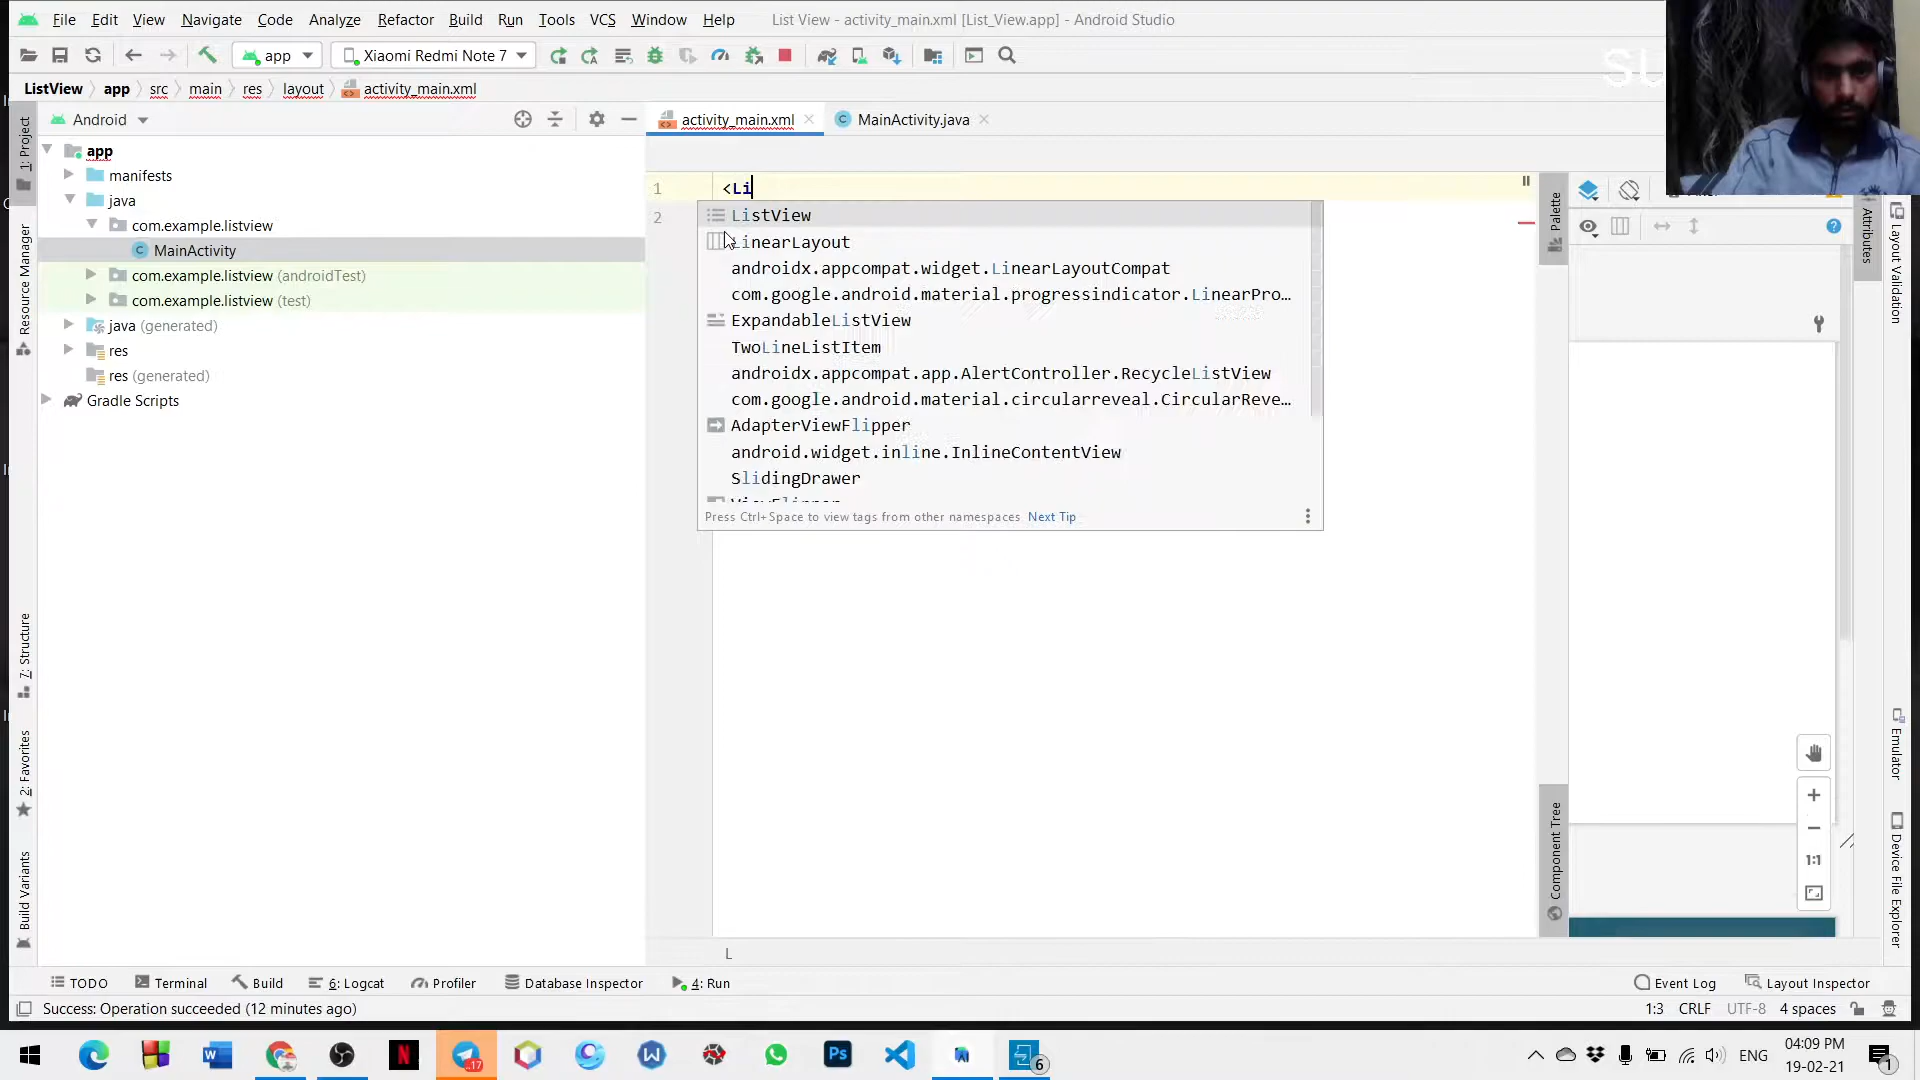 File Edit View Navigate Code Analyze Refactor Build Run Tools VCS Window Help List View - activity_main.xml [List_View.app] - Android Studio
SU
app Xiaomi Redmi Note 7
ListView app src main res layout activity_main.xml
Android
activity_main.xml MainActivity.java
1: Project
Resource Manager
7: Structure
2: Favorites
Build Variants
app
manifests
java
com.example.listview
MainActivity
com.example.listview (androidTest)
com.example.listview (test)
java (generated)
res
res (generated)
Gradle Scripts
1 <Li
2
ListView
LinearLayout
androidx.appcompat.widget.LinearLayoutCompat
com.google.android.material.progressindicator.LinearPro…
ExpandableListView
TwoLineListItem
androidx.appcompat.app.AlertController.RecycleListView
com.google.android.material.circularreveal.CircularReve…
AdapterViewFlipper
android.widget.inline.InlineContentView
SlidingDrawer
Press Ctrl+Space to view tags from other namespaces Next Tip
L
Palette
Component Tree
Attributes
Layout Validation
Emulator
Device File Explorer
1:1
TODO Terminal Build 6: Logcat Profiler Database Inspector 4: Run Event Log Layout Inspector
Success: Operation succeeded (12 minutes ago) 1:3 CRLF UTF-8 4 spaces
17
6
ENG
04:09 PM
19-02-21
1